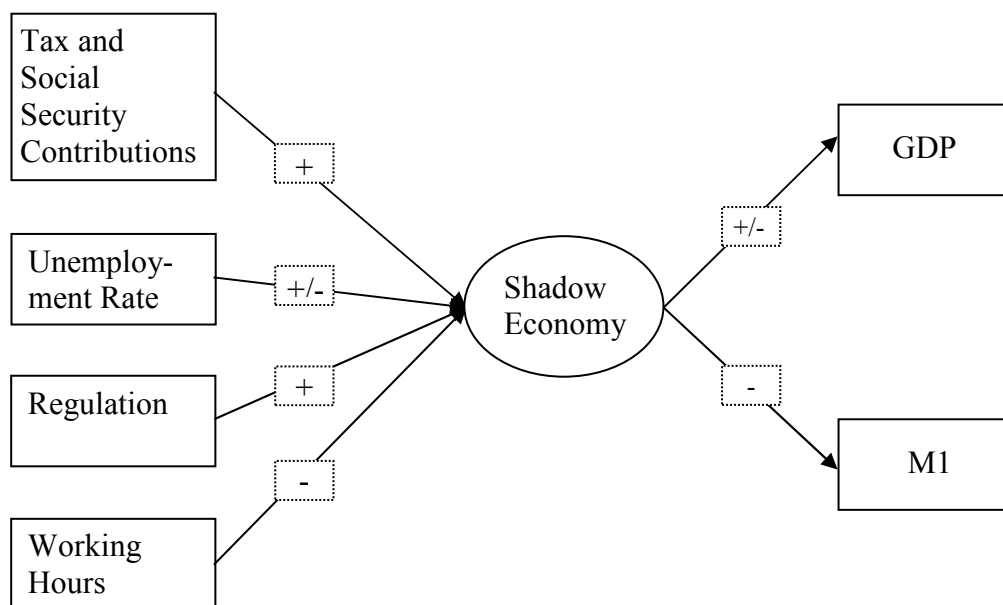 Tax and
Social
Security
Contributions
+
Unemploy-
ment Rate
+/-
Regulation
+
Working
Hours
-
Shadow
Economy
+/-
GDP
-
M1